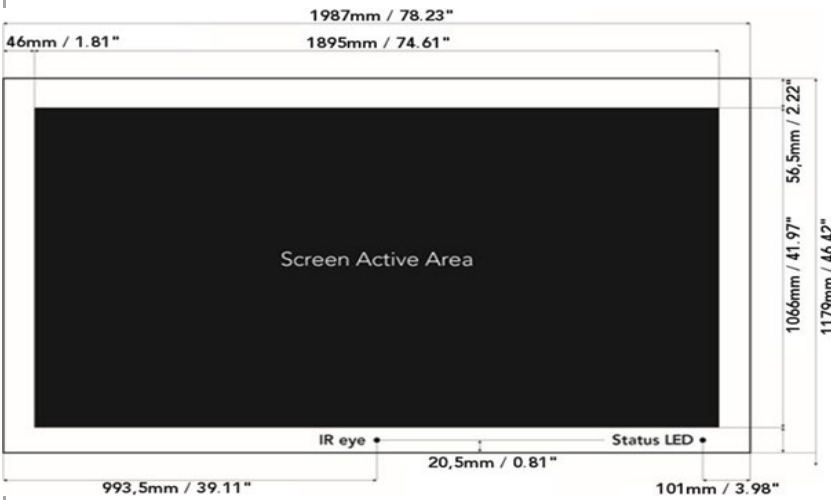 1987mm / 78.23"
46mm / 1.81"
1895mm / 74.61"
56,5mm / 2.22"
1066mm / 41.97"
1179mm / 46.42"
Screen Active Area
IR eye
Status LED
20,5mm / 0.81"
993,5mm / 39.11"
101mm / 3.98"